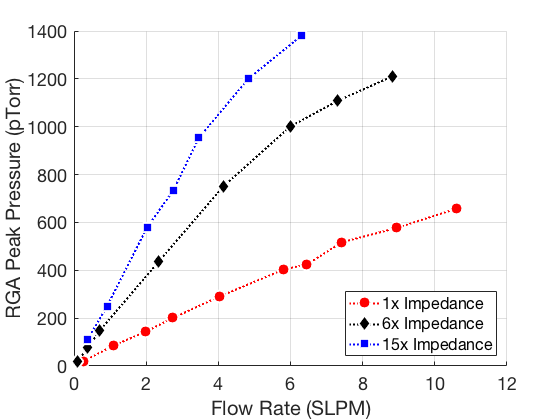 1400
1200
1000
800
600
400
200
0
RGA Peak Pressure (pTorr)
0 2 4 6 8 10 12
Flow Rate (SLPM)
1x Impedance
6x Impedance
15x Impedance